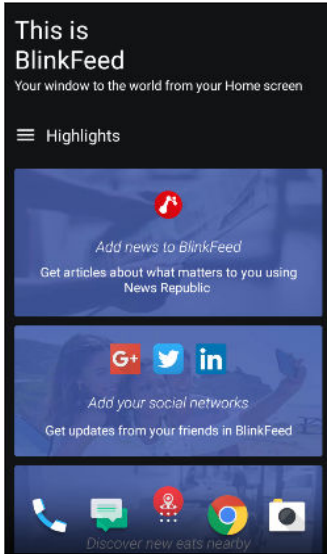 This is
BlinkFeed
Your window to the world from your Home screen
Highlights
Add news to BlinkFeed
Get articles about what matters to you using
News Republic
G+ in
Add your social networks
Get updates from your friends in BlinkFeed
Discover new eats nearby